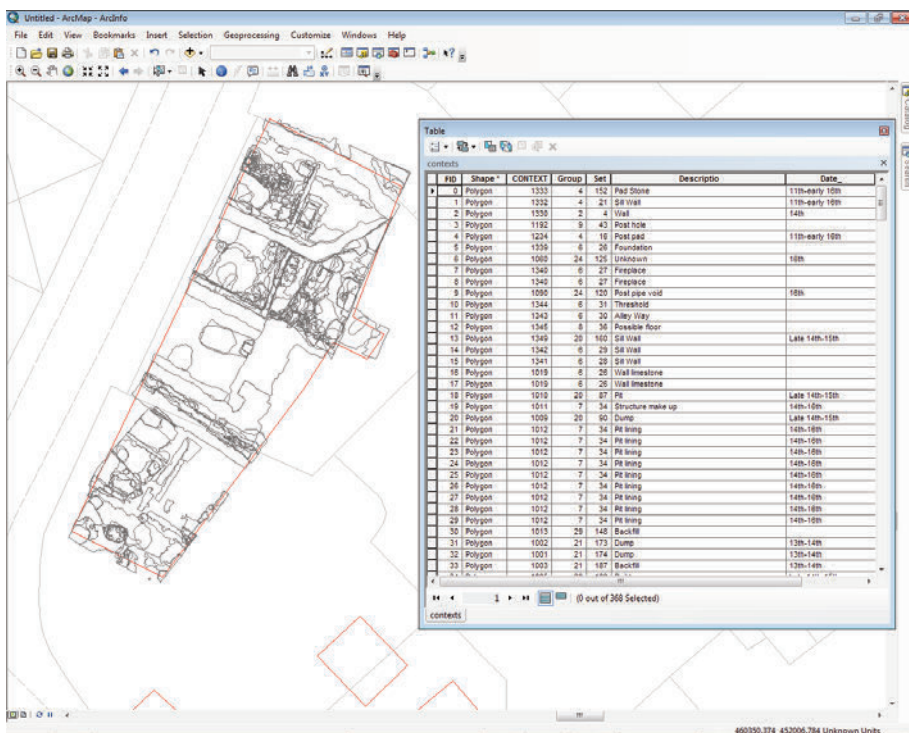 Untitled - ArcMap - ArcInfo
File Edit View Bookmarks Insert Selection Geoprocessing Customize Windows Help
Catalog
Search
Table
contexts
FID Shape * CONTEXT Group Set Descriptio Date_
0 Polygon 1333 4 152 Pad Stone 11th-early 16th
1 Polygon 1332 4 21 Sill Wall 11th-early 16th
2 Polygon 1330 2 4 Wall 14th
3 Polygon 1192 9 43 Post hole
4 Polygon 1234 4 16 Post pad 11th-early 16th
5 Polygon 1339 6 26 Foundation
6 Polygon 1060 24 125 Unknown 16th
7 Polygon 1340 6 27 Fireplace
8 Polygon 1340 6 27 Fireplace
9 Polygon 1090 24 120 Post pipe void 16th
10 Polygon 1344 6 31 Threshold
11 Polygon 1343 6 30 Alley Way
12 Polygon 1345 8 36 Possible floor
13 Polygon 1349 20 160 Sill Wall Late 14th-15th
14 Polygon 1342 6 29 Sill Wall
15 Polygon 1341 6 28 Sill Wall
16 Polygon 1019 6 26 Wall limestone
17 Polygon 1019 6 26 Wall limestone
18 Polygon 1010 20 87 Pit Late 14th-15th
19 Polygon 1011 7 34 Structure make up 14th-16th
20 Polygon 1009 20 90 Dump Late 14th-15th
21 Polygon 1012 7 34 Pit lining 14th-16th
22 Polygon 1012 7 34 Pit lining 14th-16th
23 Polygon 1012 7 34 Pit lining 14th-16th
24 Polygon 1012 7 34 Pit lining 14th-16th
25 Polygon 1012 7 34 Pit lining 14th-16th
26 Polygon 1012 7 34 Pit lining 14th-16th
27 Polygon 1012 7 34 Pit lining 14th-16th
28 Polygon 1012 7 34 Pit lining 14th-16th
29 Polygon 1012 7 34 Pit lining 14th-16th
30 Polygon 1013 29 148 Backfill
31 Polygon 1002 21 173 Dump 13th-14th
32 Polygon 1001 21 174 Dump 13th-14th
33 Polygon 1003 21 187 Backfill 13th-14th
1 (0 out of 368 Selected)
contexts
460350.374 452006.784 Unknown Units